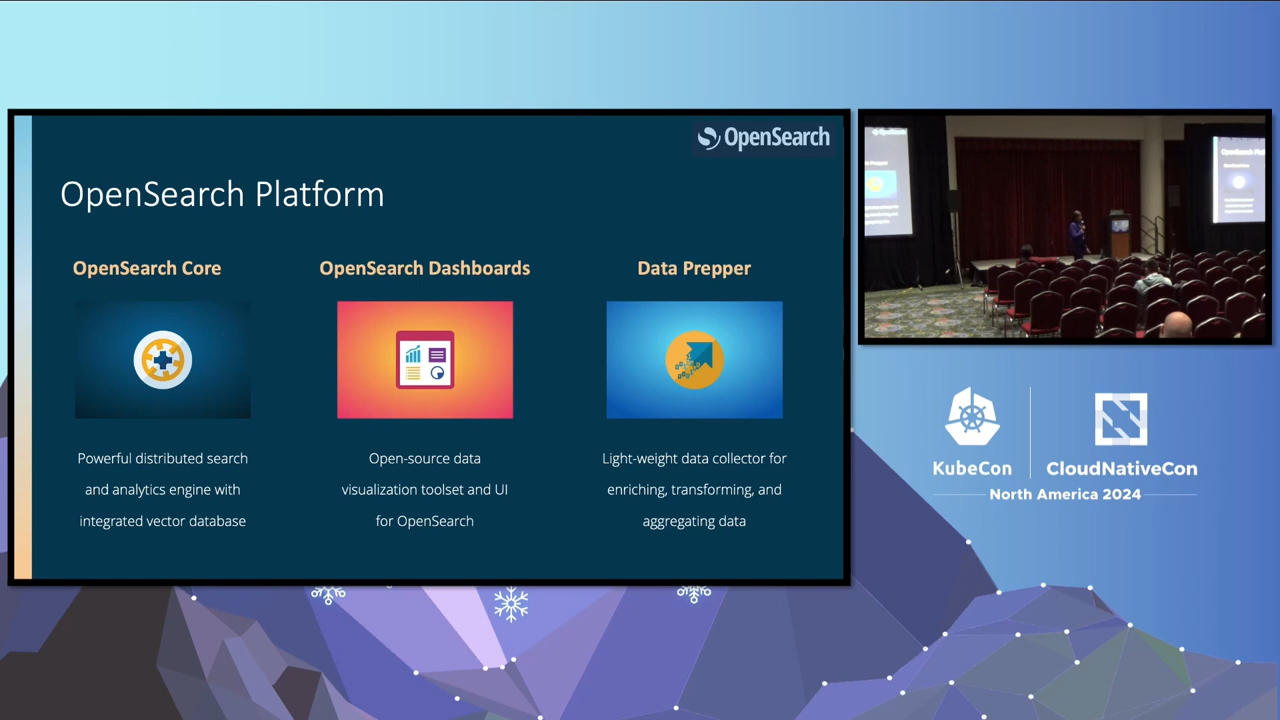 OpenSearch
OpenSearch Platform
OpenSearch Core
OpenSearch Dashboards
Data Prepper
Powerful distributed search
and analytics engine with
integrated vector database
Open-source data
visualization toolset and UI
for OpenSearch
Light-weight data collector for
enriching, transforming, and
aggregating data
KubeCon
CloudNativeCon
North America 2024